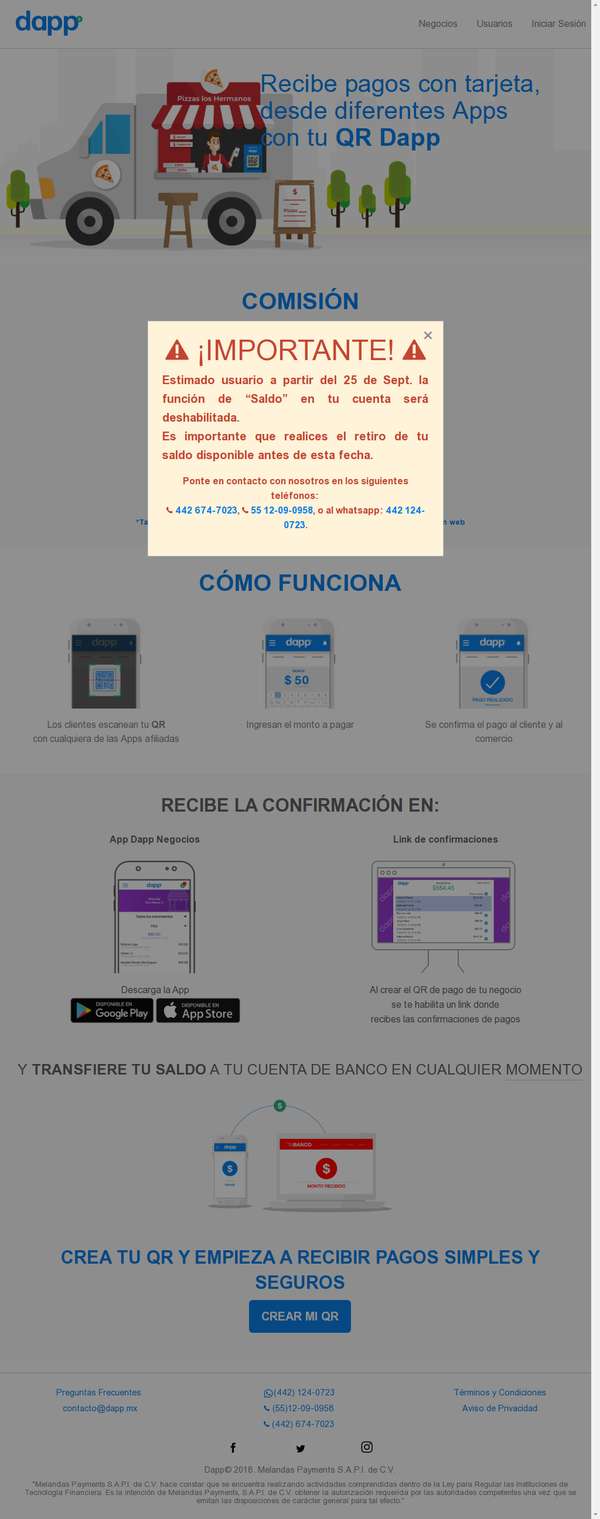 dapp
Negocios Usuarios Iniciar Sesión
Pizzas los Hermanos
Recibe pagos con tarjeta,
desde diferentes Apps
con tu QR Dapp
COMISIÓN
¡IMPORTANTE!
Estimado usuario a partir del 25 de Sept. la
función de “Saldo” en tu cuenta será
deshabilitada.
Es importante que realices el retiro de tu
saldo disponible antes de esta fecha.
Ponte en contacto con nosotros en los siguientes
teléfonos:
442 674-7023, 55 12-09-0958, o al whatsapp: 442 124-
0723.
*Ta
web
CÓMO FUNCIONA
dapp
dapp
$ 50
dapp
PAGO REALIZADO
Los clientes escanean tu QR
con cualquiera de las Apps afiliadas
Ingresan el monto a pagar
Se confirma el pago al cliente y al
comercio
RECIBE LA CONFIRMACIÓN EN:
App Dapp Negocios
Link de confirmaciones
dapp
$554.45
Descarga la App
DISPONIBLE EN
Google Play
DISPONIBLE EN
App Store
Al crear el QR de pago de tu negocio
se te habilita un link donde
recibes las confirmaciones de pagos
Y TRANSFIERE TU SALDO A TU CUENTA DE BANCO EN CUALQUIER MOMENTO
$
dapp
$
BANCO
$
MONTO RECIBIDO
CREA TU QR Y EMPIEZA A RECIBIR PAGOS SIMPLES Y
SEGUROS
CREAR MI QR
Preguntas Frecuentes
contacto@dapp.mx
(442) 124-0723
(55)12-09-0958
(442) 674-7023
Términos y Condiciones
Aviso de Privacidad
Dapp© 2018. Melandas Payments S.A.P.I. de C.V.
"Melandas Payments S.A.P.I. de C.V. hace constar que se encuentra realizando actividades comprendidas dentro de la Ley para Regular las Instituciones de
Tecnología Financiera. Es la intención de Melandas Payments, S.A.P.I. de C.V. obtener la autorización requerida por las autoridades competentes una vez que se
emitan las disposiciones de carácter general para tal efecto."